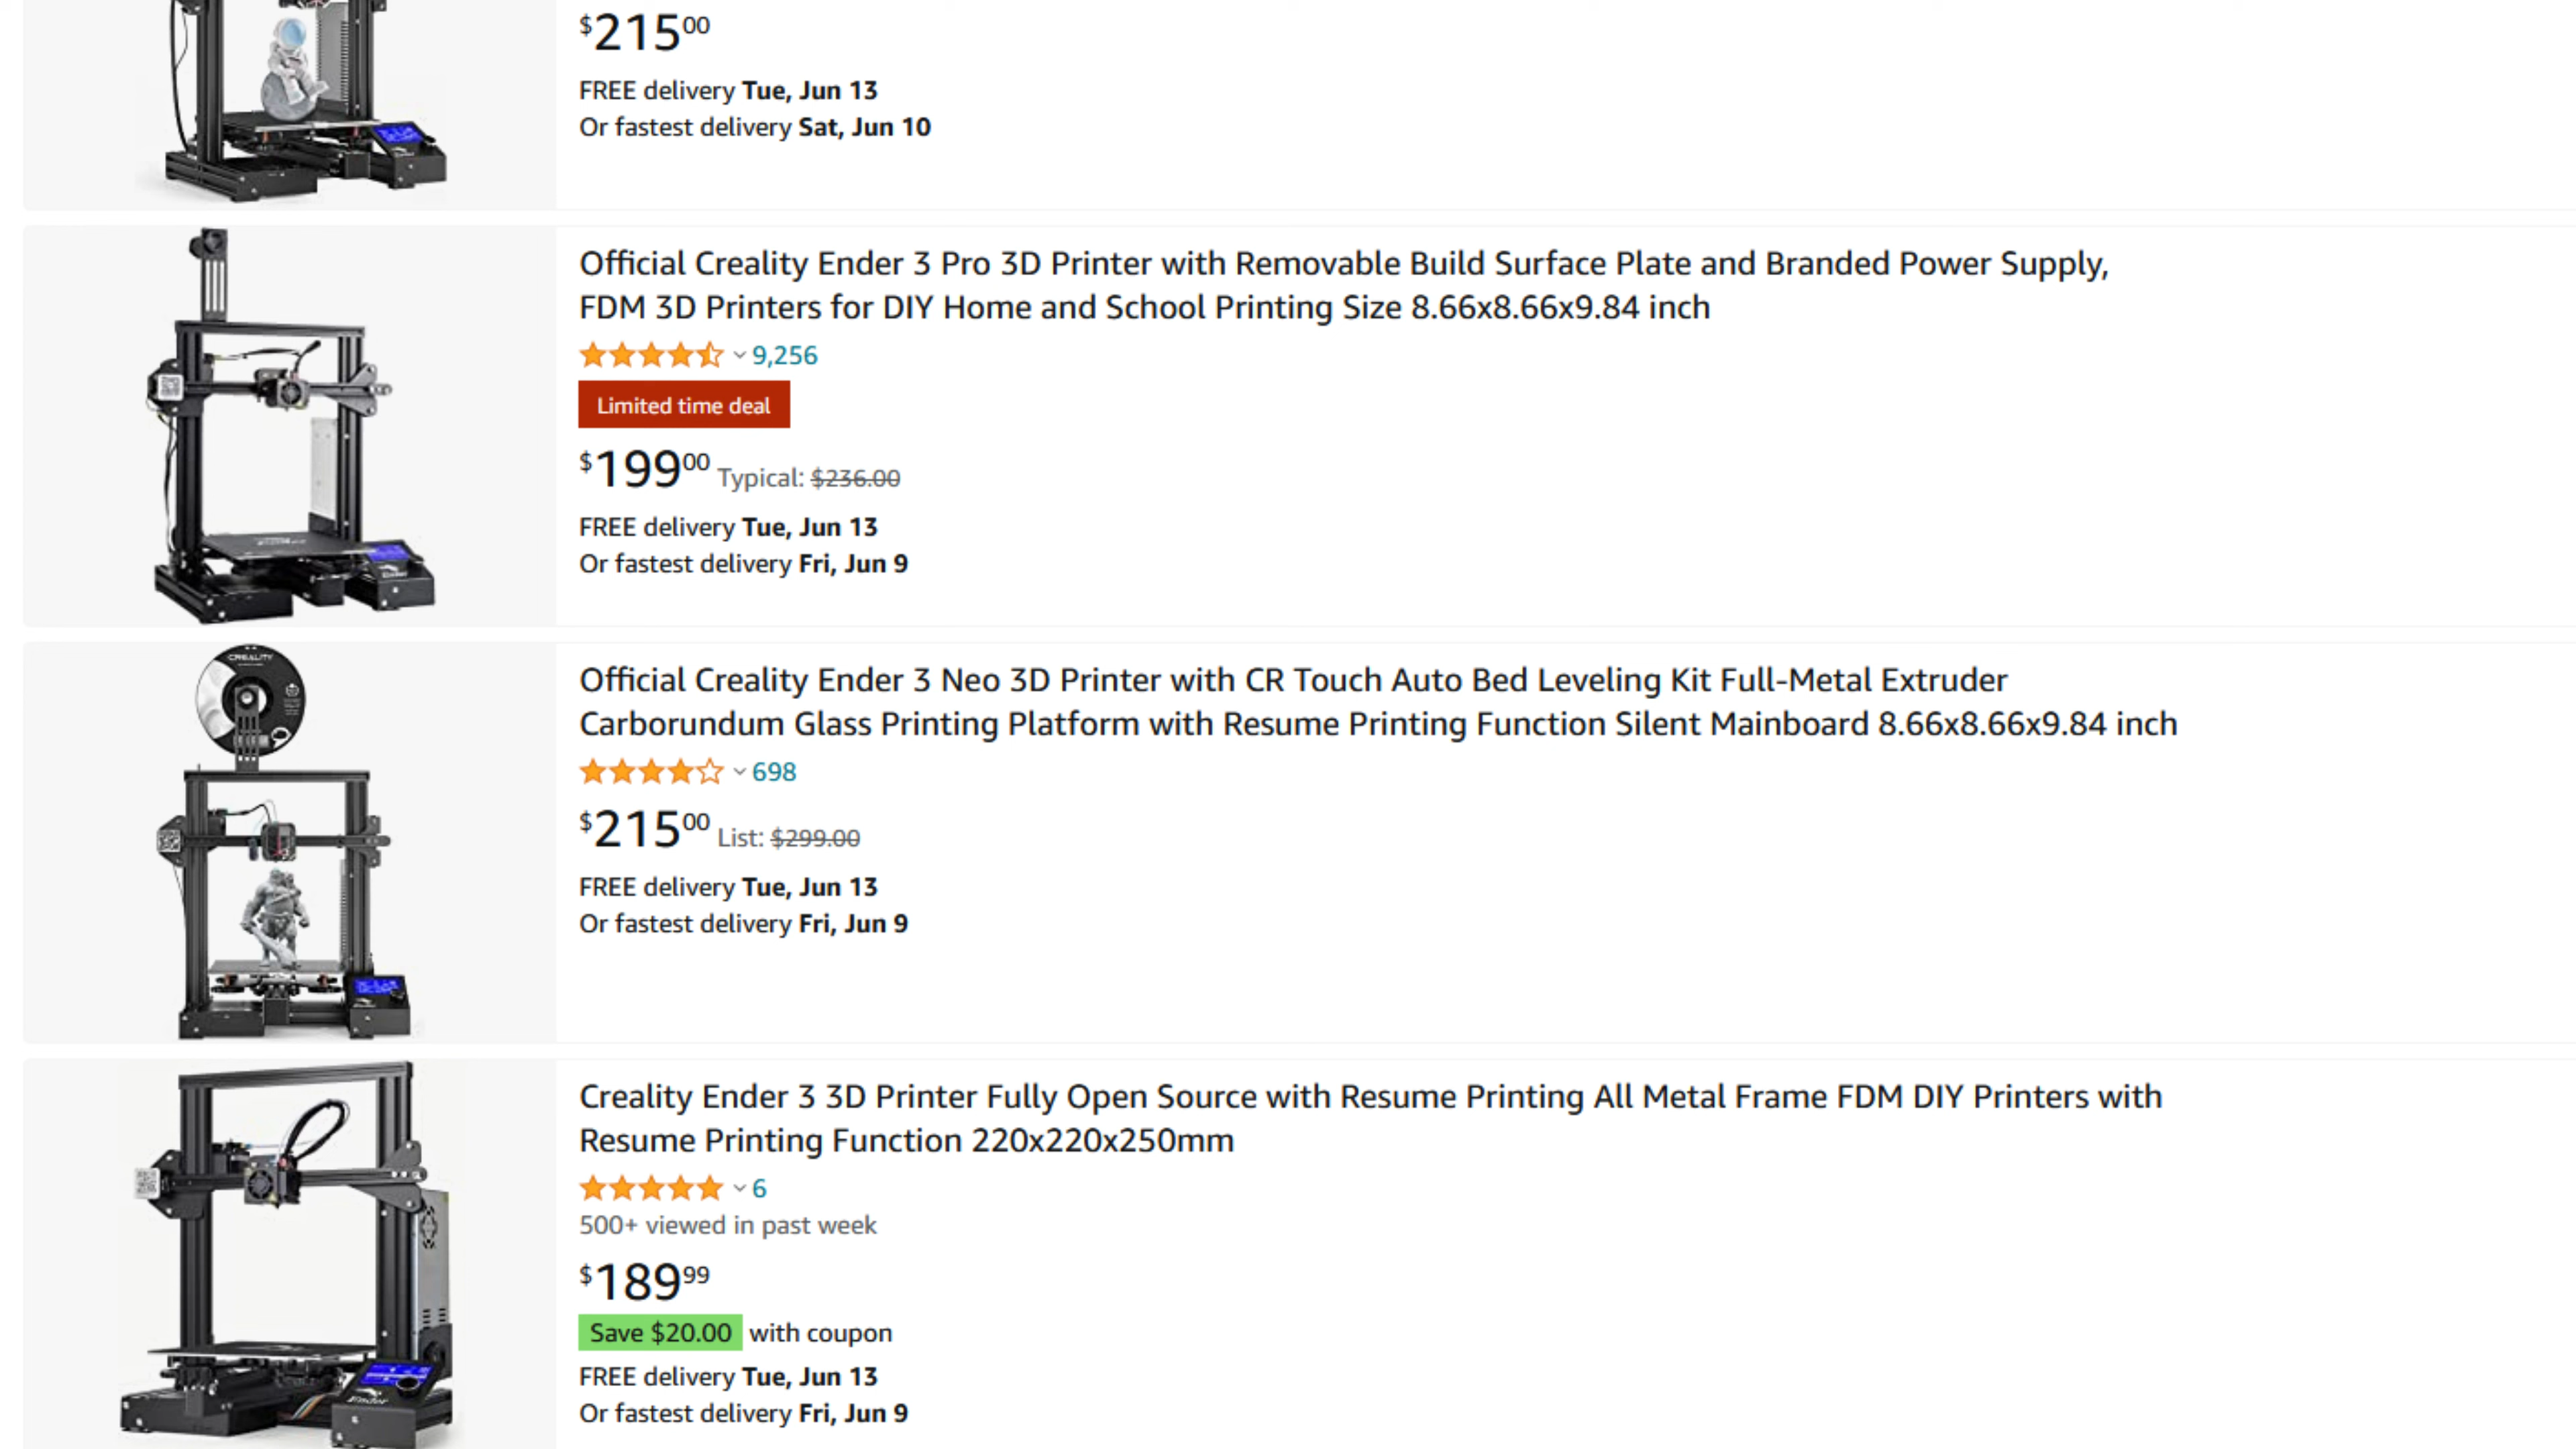 $21500
FREE delivery Tue, Jun 13
Or fastest delivery Sat, Jun 10
Official Creality Ender 3 Pro 3D Printer with Removable Build Surface Plate and Branded Power Supply,
FDM 3D Printers for DIY Home and School Printing Size 8.66x8.66x9.84 inch
9,256
Limited time deal
$19900 Typical: $236.00
FREE delivery Tue, Jun 13
Or fastest delivery Fri, Jun 9
CREALITY
Official Creality Ender 3 Neo 3D Printer with CR Touch Auto Bed Leveling Kit Full-Metal Extruder
Carborundum Glass Printing Platform with Resume Printing Function Silent Mainboard 8.66x8.66x9.84 inch
698
$21500 List: $299.00
FREE delivery Tue, Jun 13
Or fastest delivery Fri, Jun 9
Creality Ender 3 3D Printer Fully Open Source with Resume Printing All Metal Frame FDM DIY Printers with
Resume Printing Function 220x220x250mm
6
500+ viewed in past week
$18999
Save $20.00 with coupon
FREE delivery Tue, Jun 13
Or fastest delivery Fri, Jun 9
Ender